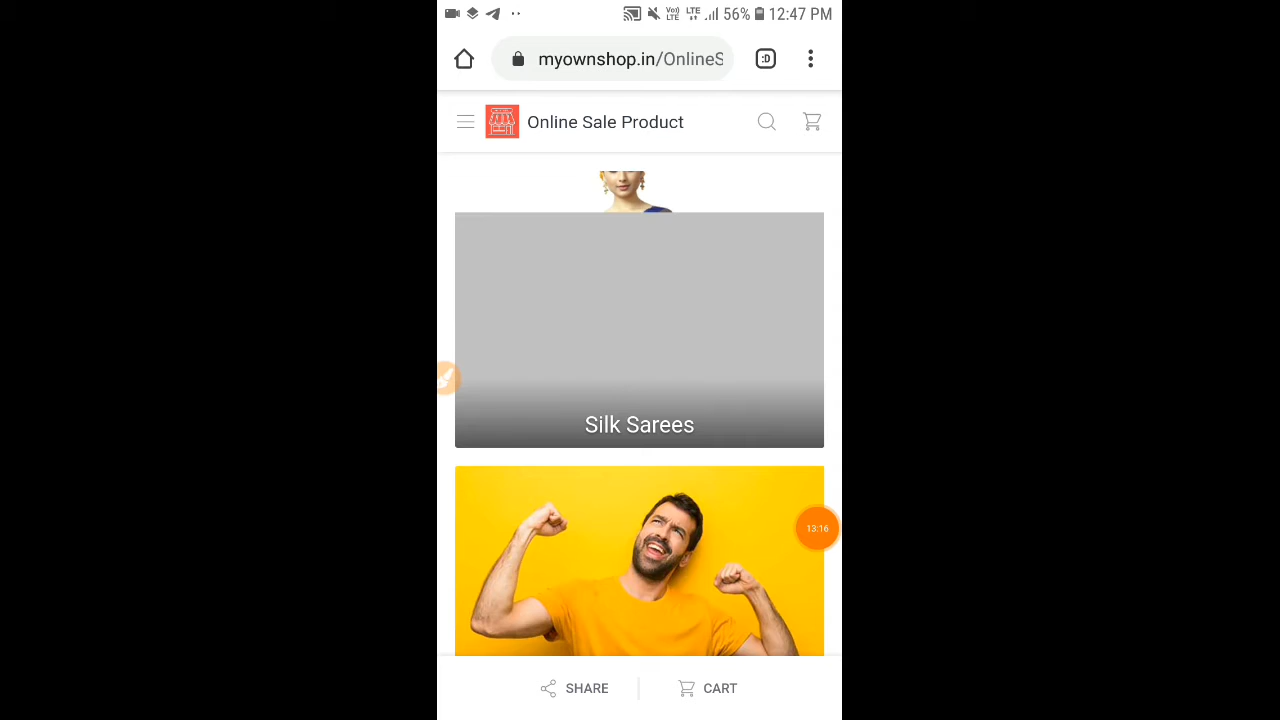 56% 12:47 PM
myownshop.in/OnlineS
:D
Online Sale Product
Silk Sarees
13:16
SHARE CART